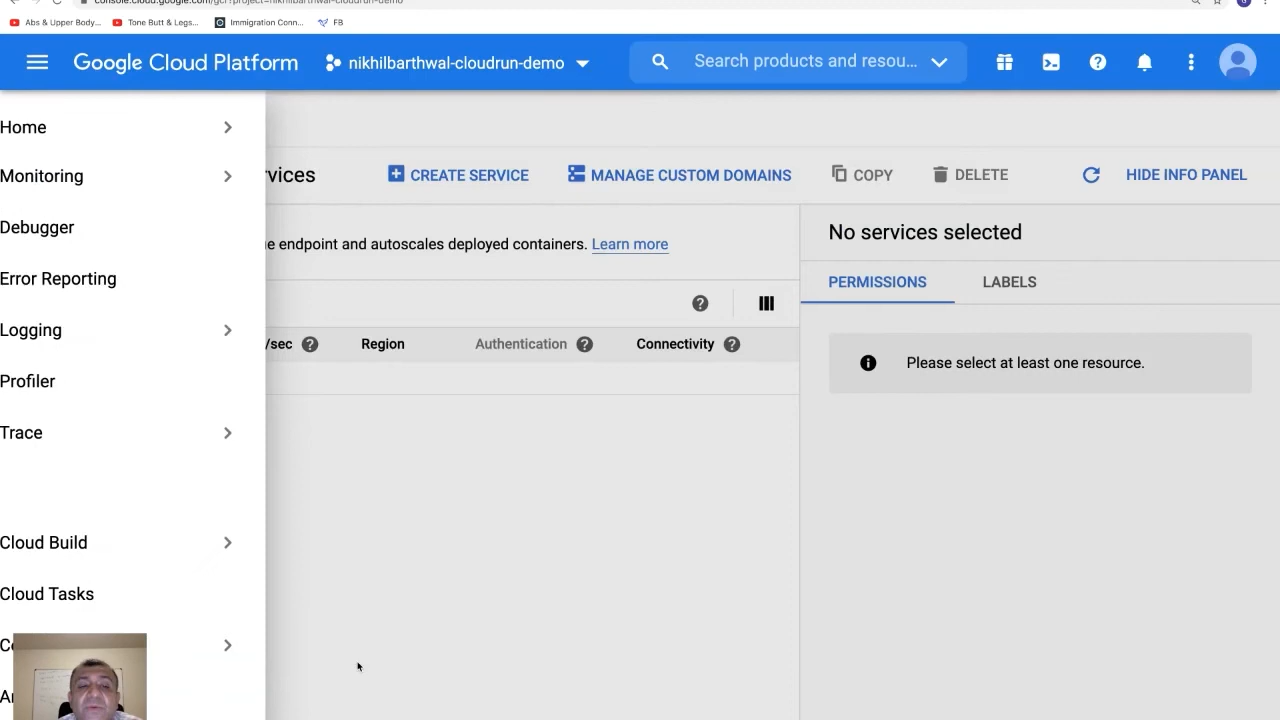 console.cloud.google.com/gcr?project=nikhilbarthwal-cloudrun-demo
Abs & Upper Body... Tone Butt & Legs... Immigration Conn... FB
Google Cloud Platform nikhilbarthwal-cloudrun-demo Search products and resou...
Home
Monitoring
Debugger
Error Reporting
Logging
Profiler
Trace
Cloud Build
Cloud Tasks
rvices CREATE SERVICE MANAGE CUSTOM DOMAINS COPY DELETE HIDE INFO PANEL
e endpoint and autoscales deployed containers. Learn more
/sec Region Authentication Connectivity
No services selected
PERMISSIONS LABELS
Please select at least one resource.